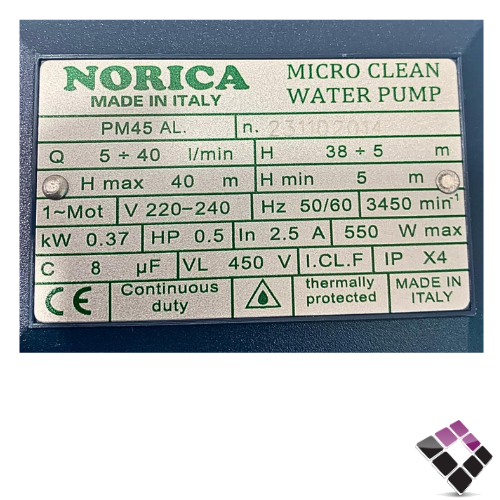 NORICA
MADE IN ITALY
MICRO CLEAN
WATER PUMP
PM45 AL. n. 231102014
Q 5 ÷ 40 l/min H 38 ÷ 5 m
H max 40 m H min 5 m
1~Mot V 220-240 Hz 50/60 3450 min⁻¹
kW 0.37 HP 0.5 In 2.5 A 550 W max
C 8 µF VL 450 V I.CL.F IP X4
CE Continuous duty thermally protected MADE IN ITALY